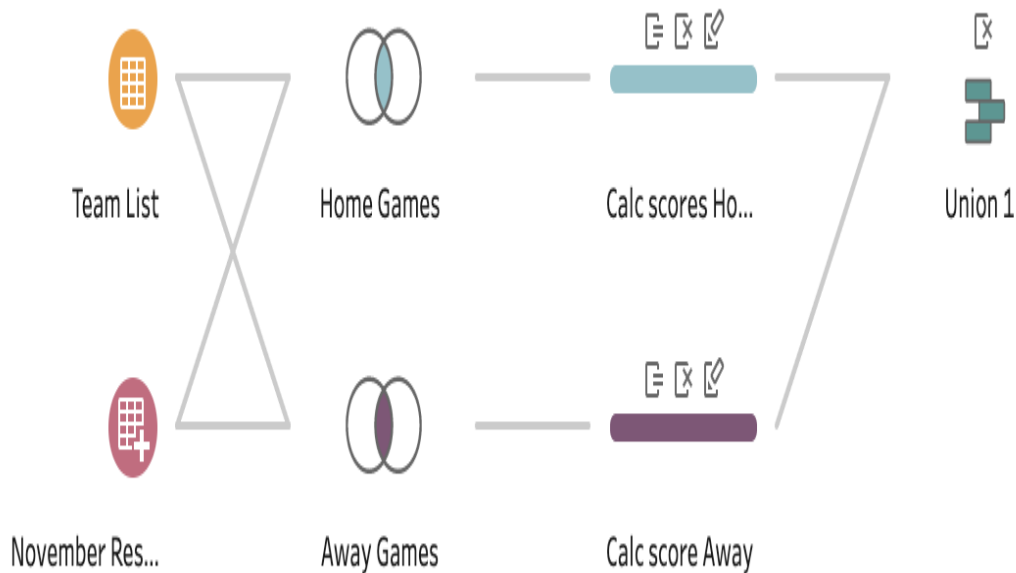 Team List
Home Games
Calc scores Ho...
Union 1
November Res...
Away Games
Calc score Away